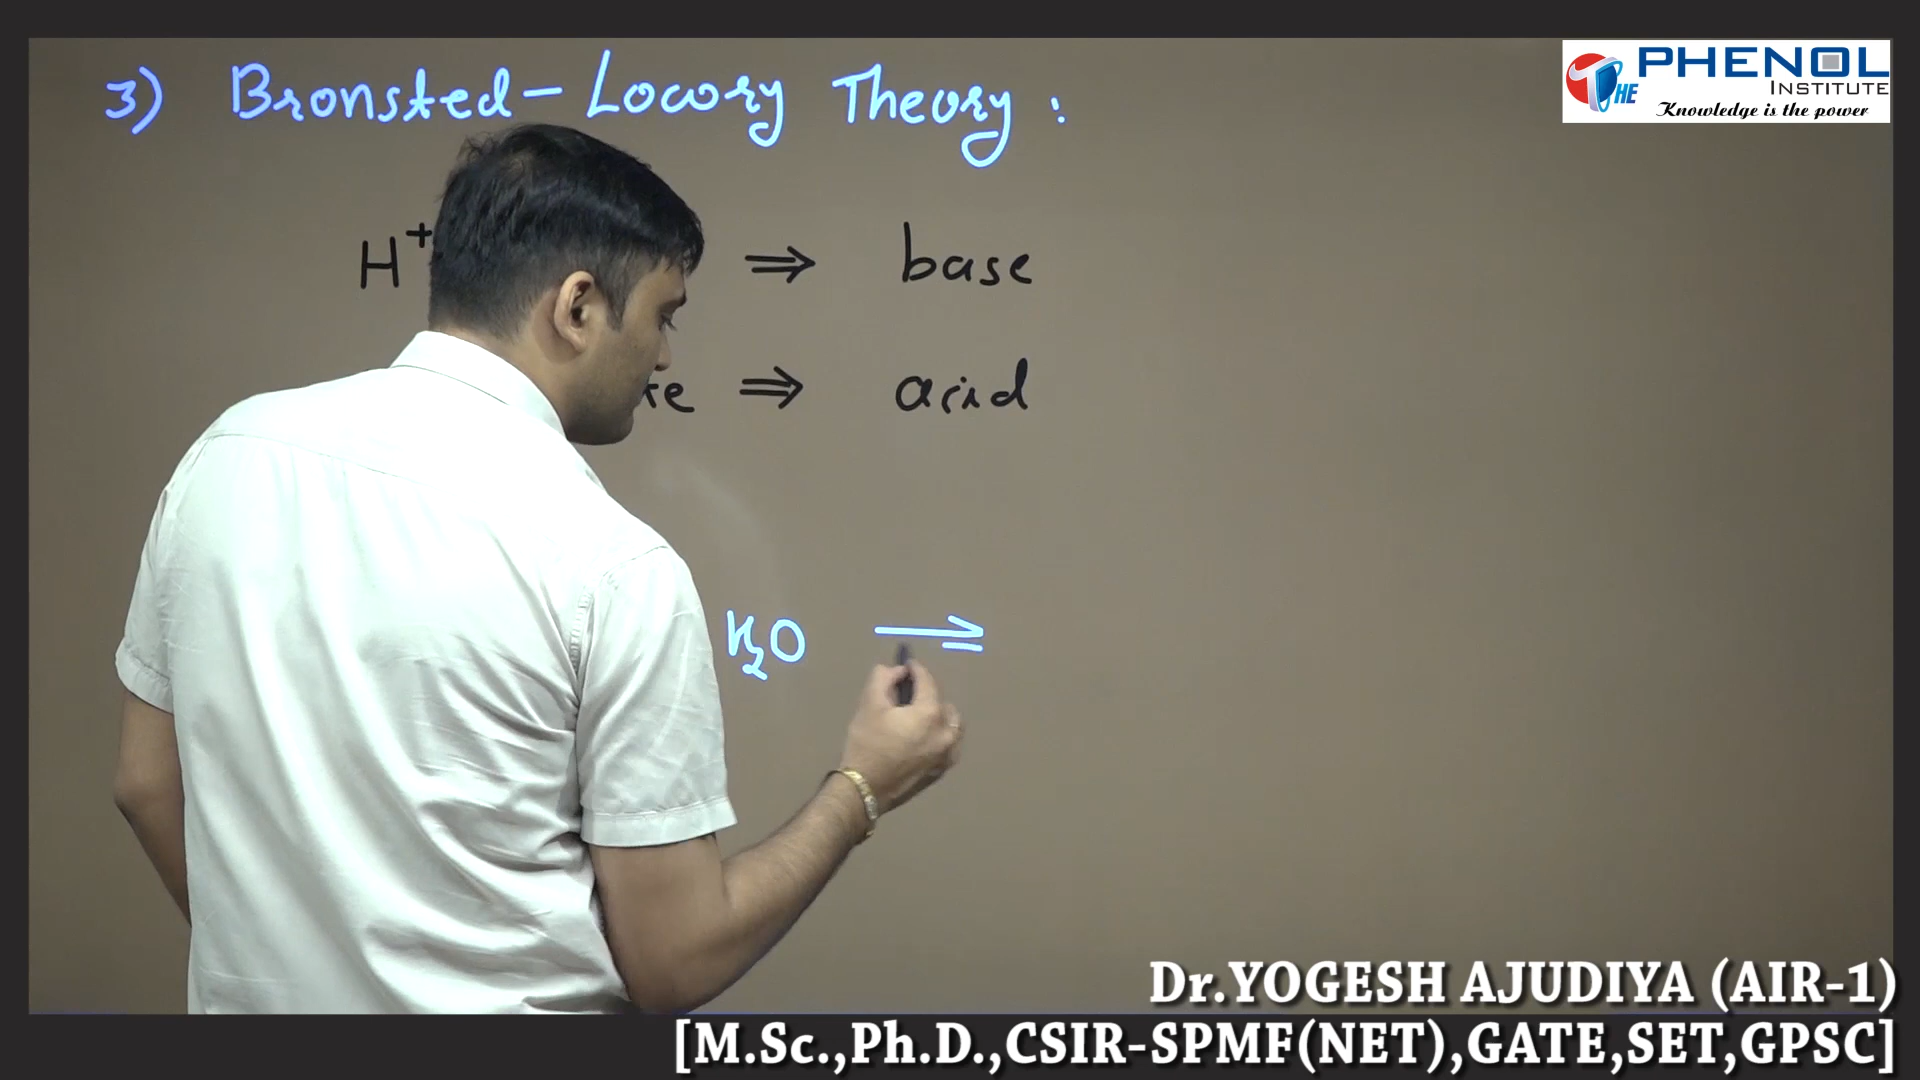 THE PHENOL
INSTITUTE
Knowledge is the power
3) Bronsted-Lowry Theory :
H+ ⇒ base
⇒ acid
H2O
Dr.YOGESH AJUDIYA (AIR-1)
[M.Sc.,Ph.D.,CSIR-SPMF(NET),GATE,SET,GPSC]